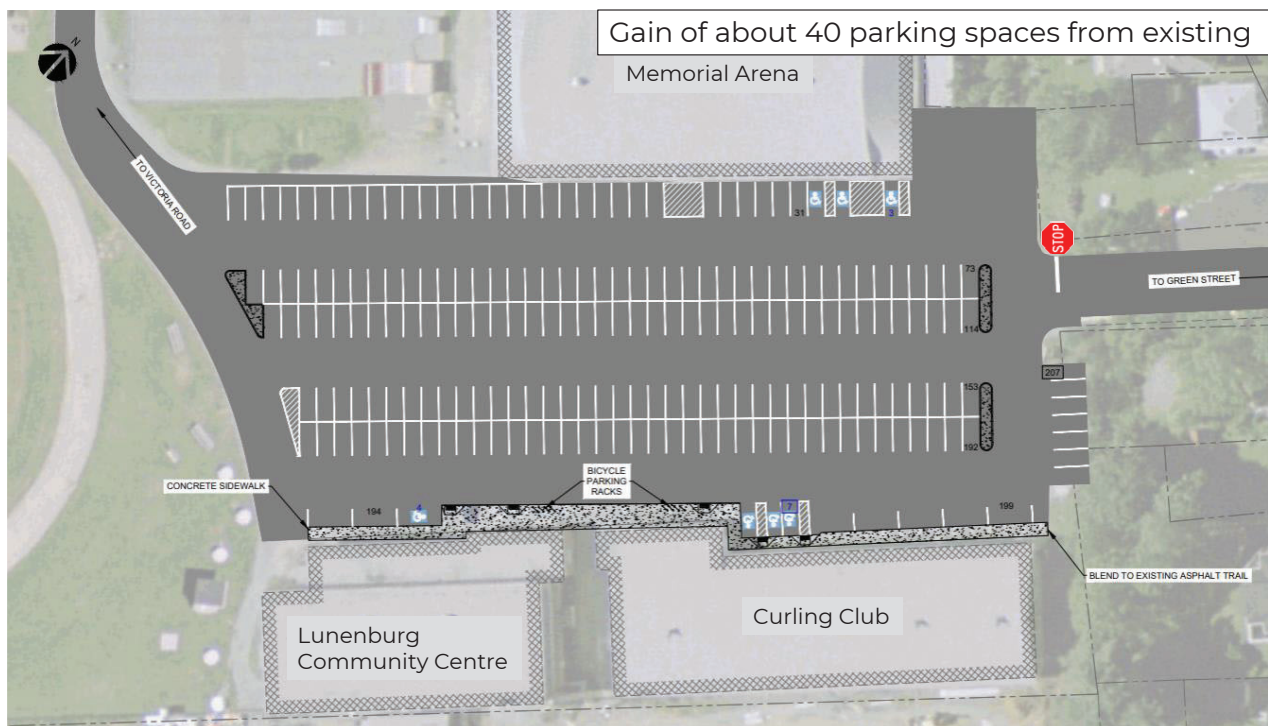 Gain of about 40 parking spaces from existing
N
Memorial Arena
TO VICTORIA ROAD
31
3
STOP
73
TO GREEN STREET
114
207
153
192
BICYCLE
PARKING
RACKS
CONCRETE SIDEWALK
194
4
7
199
BLEND TO EXISTING ASPHALT TRAIL
Lunenburg
Community Centre
Curling Club